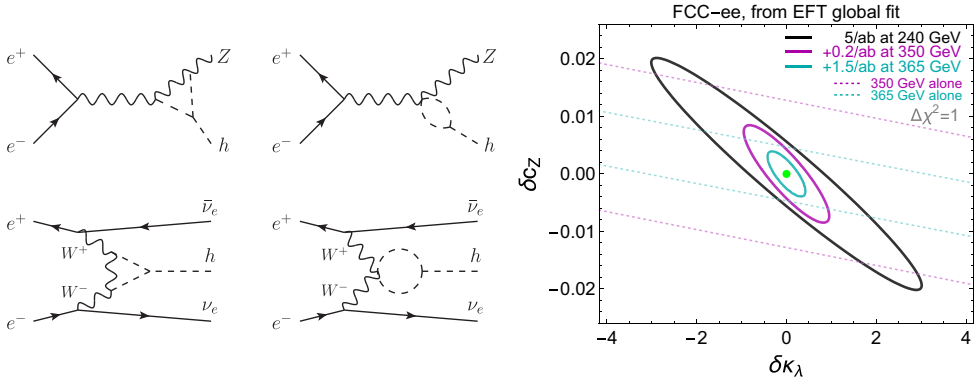 e⁺
Z
e⁻
h
e⁺
Z
e⁻
h
e⁺
ν̄ₑ
W⁺
h
W⁻
e⁻
νₑ
e⁺
ν̄ₑ
W⁺
h
W⁻
e⁻
νₑ
FCC-ee, from EFT global fit
5/ab at 240 GeV
+0.2/ab at 350 GeV
+1.5/ab at 365 GeV
350 GeV alone
365 GeV alone
Δχ²=1
0.02
0.01
0.00
-0.01
-0.02
δc_Z
-4
-2
0
2
4
δκ_λ